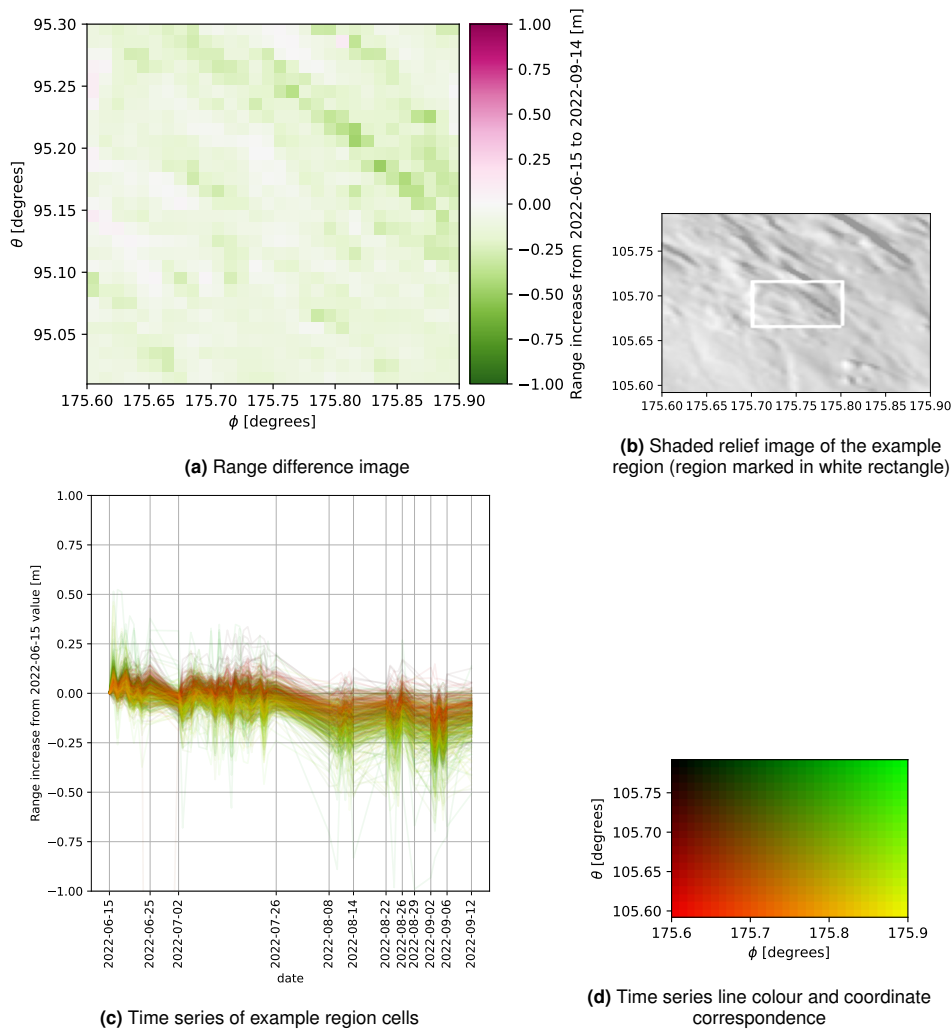 95.30
95.25
95.20
95.15
95.10
95.05
θ [degrees]
175.60 175.65 175.70 175.75 175.80 175.85 175.90
ϕ [degrees]
1.00
0.75
0.50
0.25
0.00
−0.25
−0.50
−0.75
−1.00
Range increase from 2022-06-15 to 2022-09-14 [m]
(a) Range difference image
105.75
105.70
105.65
105.60
175.60 175.65 175.70 175.75 175.80 175.85 175.90
(b) Shaded relief image of the example
region (region marked in white rectangle)
1.00
0.75
0.50
0.25
0.00
−0.25
−0.50
−0.75
−1.00
Range increase from 2022-06-15 value [m]
2022-06-15
2022-06-25
2022-07-02
2022-07-26
2022-08-08
2022-08-14
2022-08-22
2022-08-26
2022-08-29
2022-09-02
2022-09-06
2022-09-12
date
(c) Time series of example region cells
105.75
105.70
105.65
105.60
θ [degrees]
175.6 175.7 175.8 175.9
ϕ [degrees]
(d) Time series line colour and coordinate
correspondence